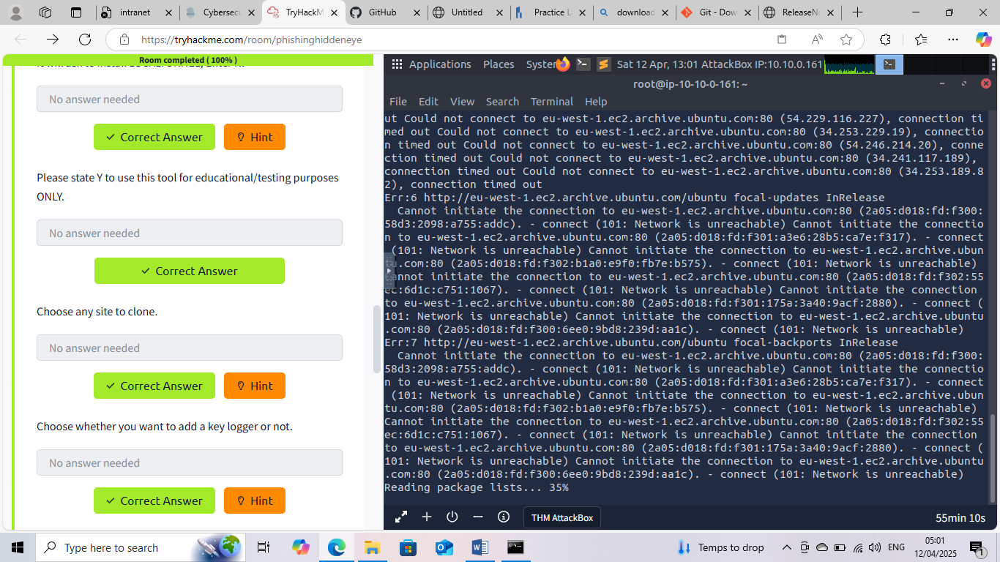 intranet
Cybersecu
TryHackM
GitHub
Untitled
Practice L
download
Git - Dow
ReleaseNo
https://tryhackme.com/room/phishinghiddeneye
Room completed ( 100% )
No answer needed
Correct Answer
Hint
Please state Y to use this tool for educational/testing purposes
ONLY.
No answer needed
Correct Answer
Choose any site to clone.
No answer needed
Correct Answer
Hint
Choose whether you want to add a key logger or not.
No answer needed
Correct Answer
Hint
Applications Places System Sat 12 Apr, 13:01 AttackBox IP:10.10.0.161
root@ip-10-10-0-161: ~
File Edit View Search Terminal Help
ut Could not connect to eu-west-1.ec2.archive.ubuntu.com:80 (54.229.116.227), connection ti
med out Could not connect to eu-west-1.ec2.archive.ubuntu.com:80 (34.253.229.19), connectio
n timed out Could not connect to eu-west-1.ec2.archive.ubuntu.com:80 (54.246.214.20), conne
ction timed out Could not connect to eu-west-1.ec2.archive.ubuntu.com:80 (34.241.117.189),
connection timed out Could not connect to eu-west-1.ec2.archive.ubuntu.com:80 (34.253.189.8
2), connection timed out
Err:6 http://eu-west-1.ec2.archive.ubuntu.com/ubuntu focal-updates InRelease
Cannot initiate the connection to eu-west-1.ec2.archive.ubuntu.com:80 (2a05:d018:fd:f300:
58d3:2098:a755:addc). - connect (101: Network is unreachable) Cannot initiate the connectio
n to eu-west-1.ec2.archive.ubuntu.com:80 (2a05:d018:fd:f301:a3e6:28b5:ca7e:f317). - connect
(101: Network is unreachable) Cannot initiate the connection to eu-west-1.ec2.archive.ubun
tu.com:80 (2a05:d018:fd:f302:b1a0:e9f0:fb7e:b575). - connect (101: Network is unreachable)
Cannot initiate the connection to eu-west-1.ec2.archive.ubuntu.com:80 (2a05:d018:fd:f302:55
ec:6d1c:c751:1067). - connect (101: Network is unreachable) Cannot initiate the connection
to eu-west-1.ec2.archive.ubuntu.com:80 (2a05:d018:fd:f301:175a:3a40:9acf:2880). - connect (
101: Network is unreachable) Cannot initiate the connection to eu-west-1.ec2.archive.ubuntu
.com:80 (2a05:d018:fd:f300:6ee0:9bd8:239d:aa1c). - connect (101: Network is unreachable)
Err:7 http://eu-west-1.ec2.archive.ubuntu.com/ubuntu focal-backports InRelease
Cannot initiate the connection to eu-west-1.ec2.archive.ubuntu.com:80 (2a05:d018:fd:f300:
58d3:2098:a755:addc). - connect (101: Network is unreachable) Cannot initiate the connectio
n to eu-west-1.ec2.archive.ubuntu.com:80 (2a05:d018:fd:f301:a3e6:28b5:ca7e:f317). - connect
(101: Network is unreachable) Cannot initiate the connection to eu-west-1.ec2.archive.ubun
tu.com:80 (2a05:d018:fd:f302:b1a0:e9f0:fb7e:b575). - connect (101: Network is unreachable)
Cannot initiate the connection to eu-west-1.ec2.archive.ubuntu.com:80 (2a05:d018:fd:f302:55
ec:6d1c:c751:1067). - connect (101: Network is unreachable) Cannot initiate the connection
to eu-west-1.ec2.archive.ubuntu.com:80 (2a05:d018:fd:f301:175a:3a40:9acf:2880). - connect (
101: Network is unreachable) Cannot initiate the connection to eu-west-1.ec2.archive.ubuntu
.com:80 (2a05:d018:fd:f300:6ee0:9bd8:239d:aa1c). - connect (101: Network is unreachable)
Reading package lists... 35%
THM AttackBox
55min 10s
Type here to search
Temps to drop
ENG
05:01
12/04/2025
1